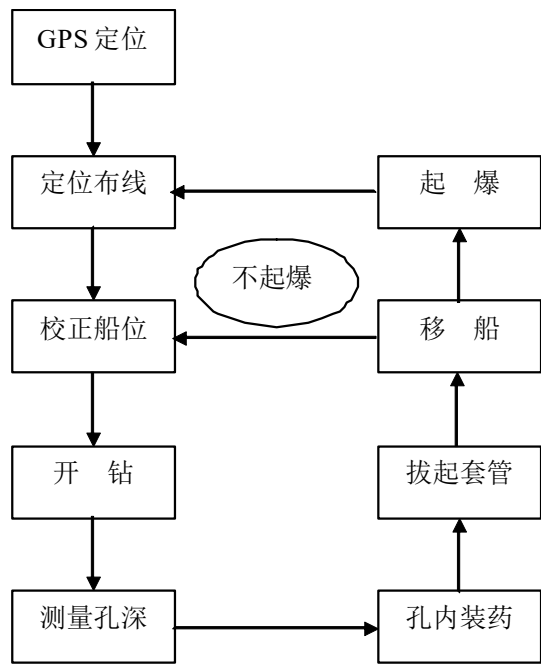 GPS 定位
定位布线
起 爆
不起爆
校正船位
移 船
开 钻
拔起套管
测量孔深
孔内装药